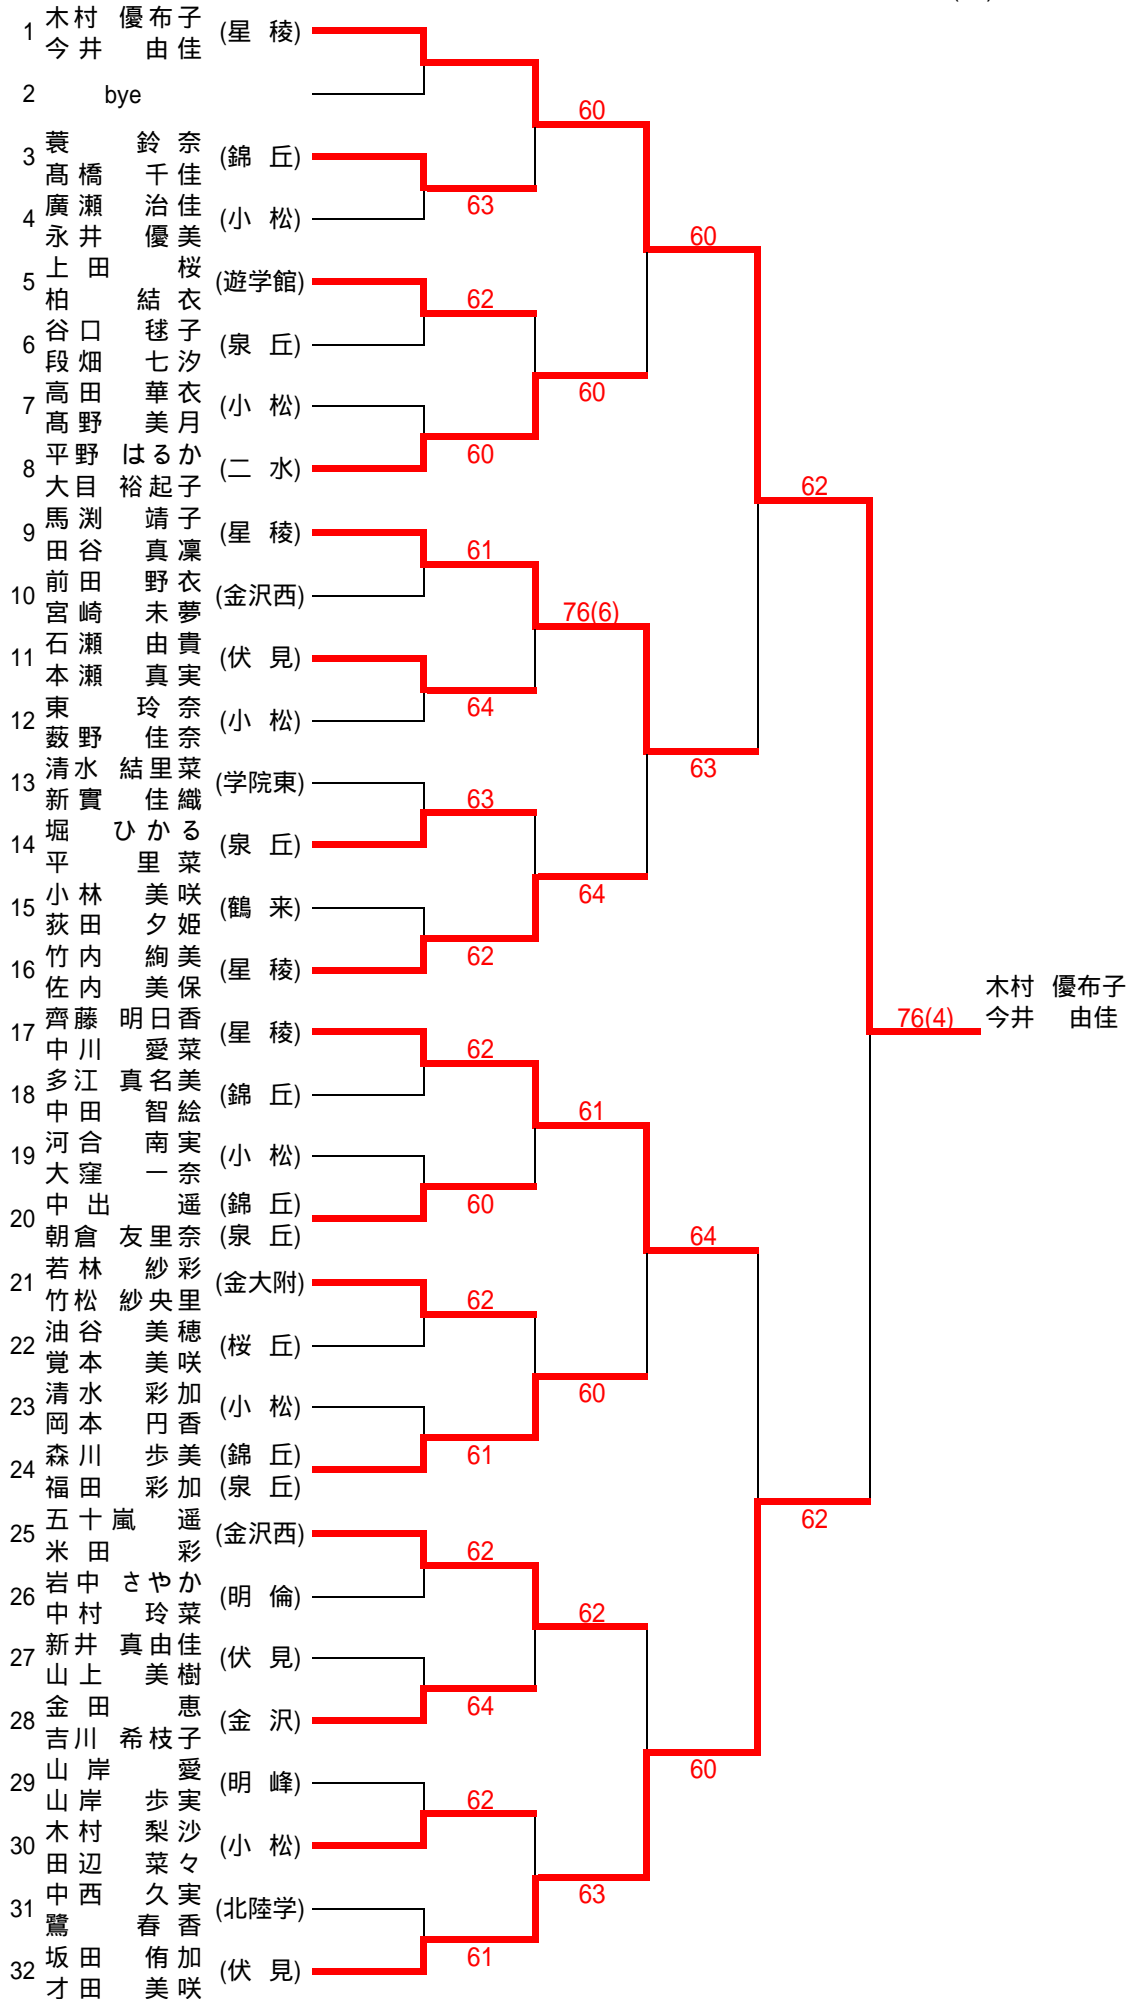 1 木村 優布子 (星 稜)
今井 由佳
2 bye
60
3 蓑 鈴奈 (錦 丘)
髙橋 千佳
63
4 廣瀬 治佳 (小 松)
永井 優美
60
5 上田 桜 (遊学館)
柏 結衣
62
6 谷口 毬子 (泉 丘)
段畑 七汐
60
7 高田 華衣 (小 松)
髙野 美月
60
8 平野 はるか (二 水)
大目 裕起子
62
9 馬渕 靖子 (星 稜)
田谷 真凜
61
10 前田 野衣 (金沢西)
宮崎 未夢
76(6)
11 石瀬 由貴 (伏 見)
本瀬 真実
64
12 東 玲奈 (小 松)
薮野 佳奈
63
13 清水 結里菜 (学院東)
新實 佳織
63
14 堀 ひかる (泉 丘)
平 里菜
64
15 小林 美咲 (鶴 来)
荻田 夕姫
62
16 竹内 絢美 (星 稜)
佐内 美保
木村 優布子
76(4) 今井 由佳
17 齊藤 明日香 (星 稜)
中川 愛菜
62
18 多江 真名美 (錦 丘)
中田 智絵
61
19 河合 南実 (小 松)
大窪 一奈
60
20 中出 遥 (錦 丘)
朝倉 友里奈 (泉 丘)
64
21 若林 紗彩 (金大附)
竹松 紗央里
62
22 油谷 美穂 (桜 丘)
覚本 美咲
60
23 清水 彩加 (小 松)
岡本 円香
61
24 森川 歩美 (錦 丘)
福田 彩加 (泉 丘)
62
25 五十嵐 遥 (金沢西)
米田 彩
62
26 岩中 さやか (明 倫)
中村 玲菜
62
27 新井 真由佳 (伏 見)
山上 美樹
64
28 金田 恵 (金 沢)
吉川 希枝子
60
29 山岸 愛 (明 峰)
山岸 歩実
62
30 木村 梨沙 (小 松)
田辺 菜々
63
31 中西 久実 (北陸学)
鷺 春香
61
32 坂田 侑加 (伏 見)
才田 美咲